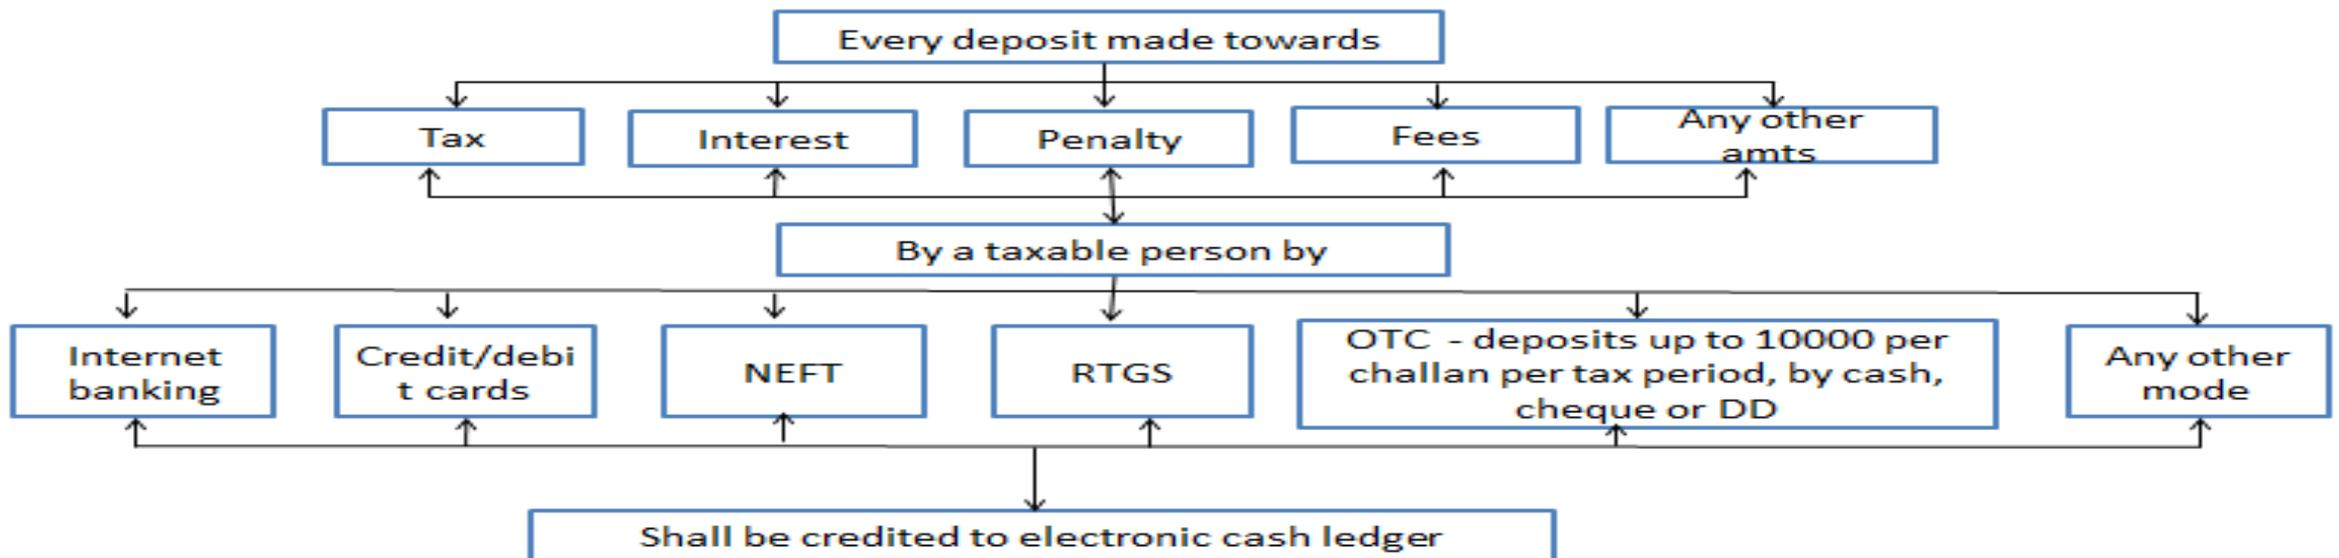 Every deposit made towards
Tax
Interest
Penalty
Fees
Any other
amts
By a taxable person by
Internet
banking
Credit/debi
t cards
NEFT
RTGS
OTC - deposits up to 10000 per
challan per tax period, by cash,
cheque or DD
Any other
mode
Shall be credited to electronic cash ledger